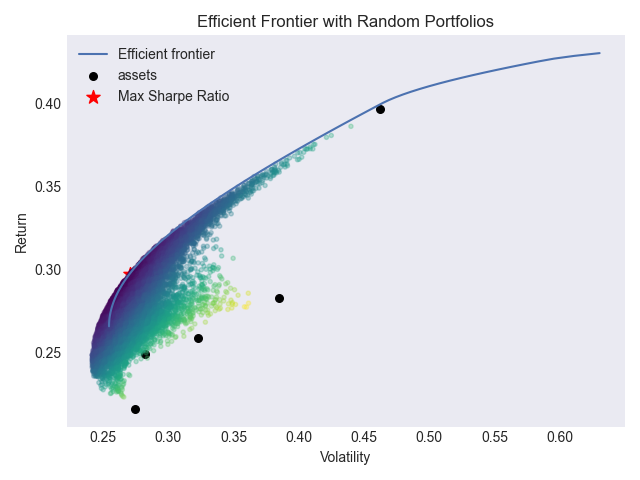 Efficient Frontier with Random Portfolios
Efficient frontier
assets
Max Sharpe Ratio
Return
0.40
0.35
0.30
0.25
0.25 0.30 0.35 0.40 0.45 0.50 0.55 0.60
Volatility